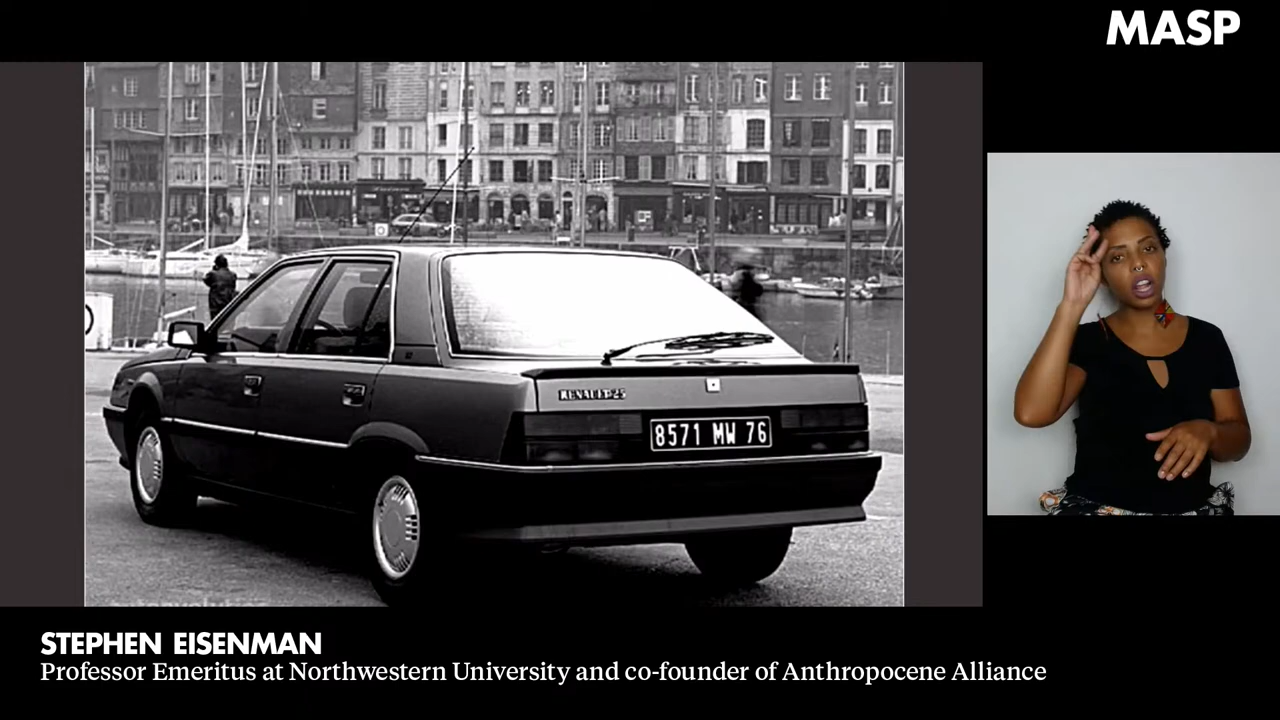 MASP
RENAULT 25
8571 MW 76
STEPHEN EISENMAN
Professor Emeritus at Northwestern University and co-founder of Anthropocene Alliance